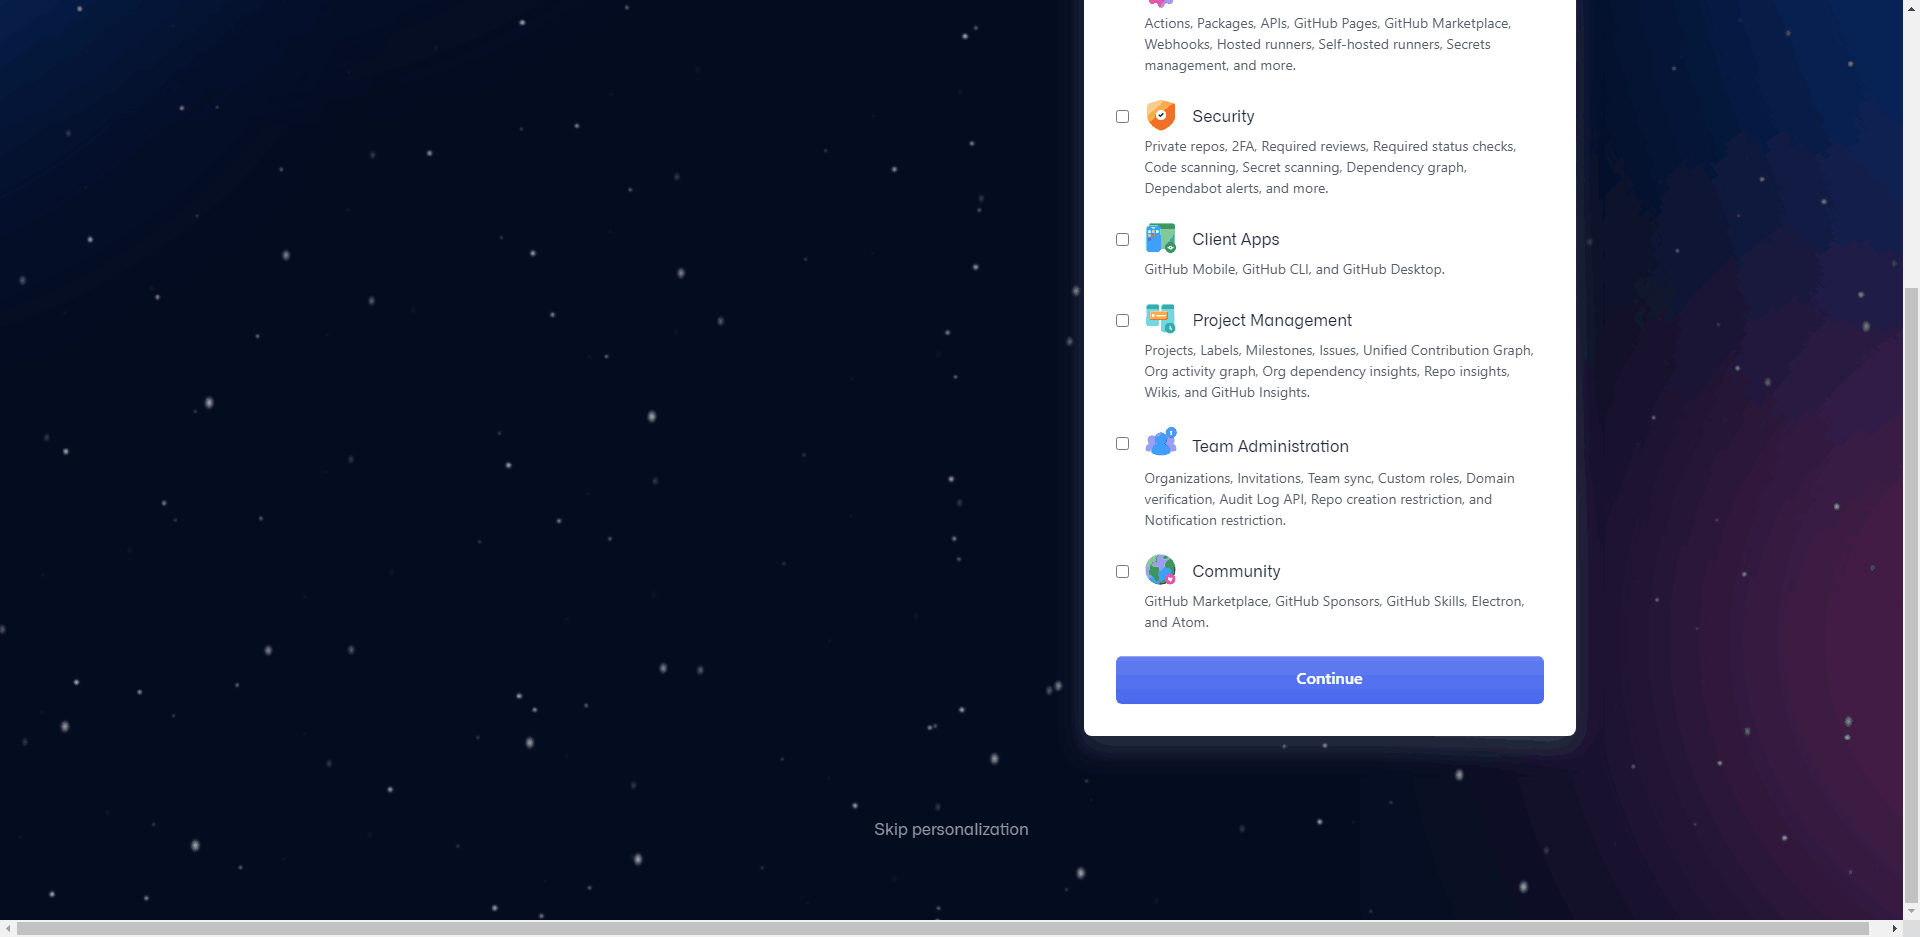 Actions, Packages, APIs, GitHub Pages, GitHub Marketplace,
Webhooks, Hosted runners, Self-hosted runners, Secrets
management, and more.
Security
Private repos, 2FA, Required reviews, Required status checks,
Code scanning, Secret scanning, Dependency graph,
Dependabot alerts, and more.
Client Apps
GitHub Mobile, GitHub CLI, and GitHub Desktop.
Project Management
Projects, Labels, Milestones, Issues, Unified Contribution Graph,
Org activity graph, Org dependency insights, Repo insights,
Wikis, and GitHub Insights.
Team Administration
Organizations, Invitations, Team sync, Custom roles, Domain
verification, Audit Log API, Repo creation restriction, and
Notification restriction.
Community
GitHub Marketplace, GitHub Sponsors, GitHub Skills, Electron,
and Atom.
Continue
Skip personalization